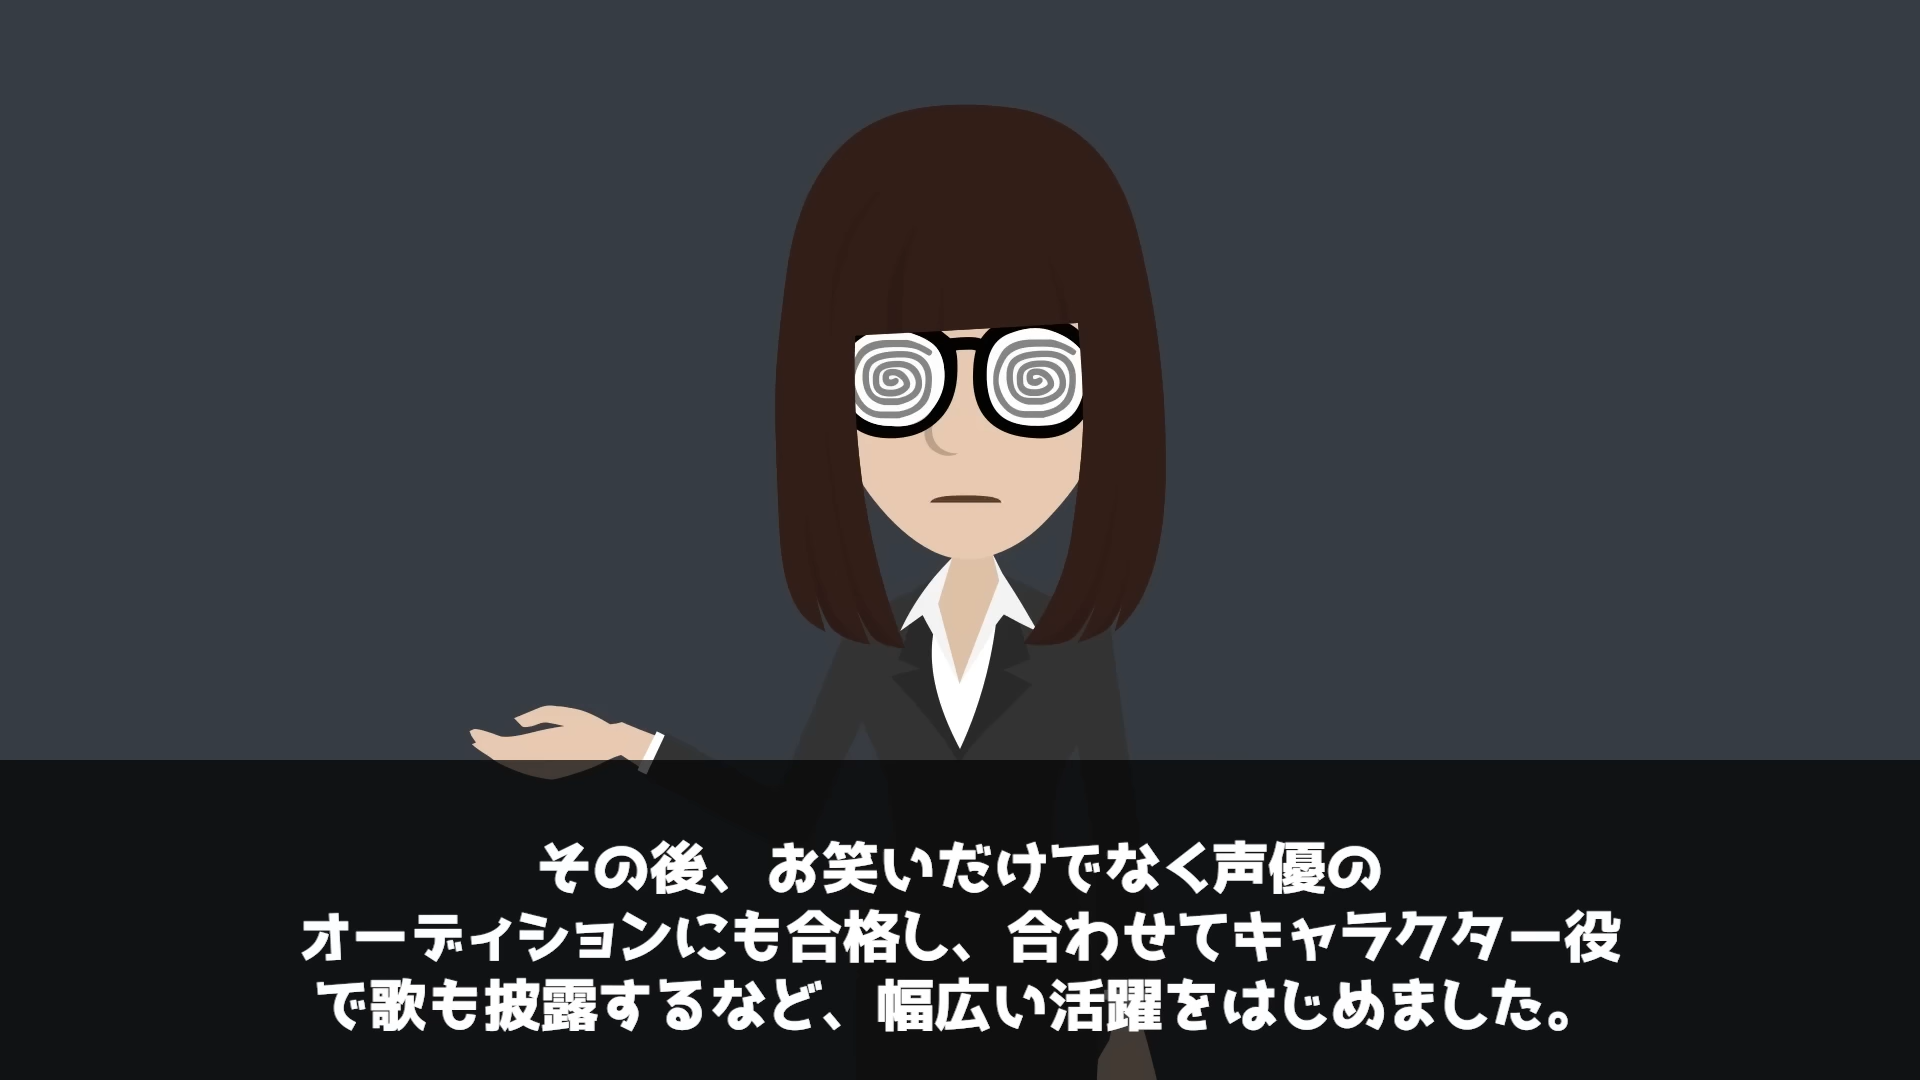 その後、お笑いだけでなく声優の
オーディションにも合格し、合わせてキャラクター役
で歌も披露するなど、幅広い活躍をはじめました。